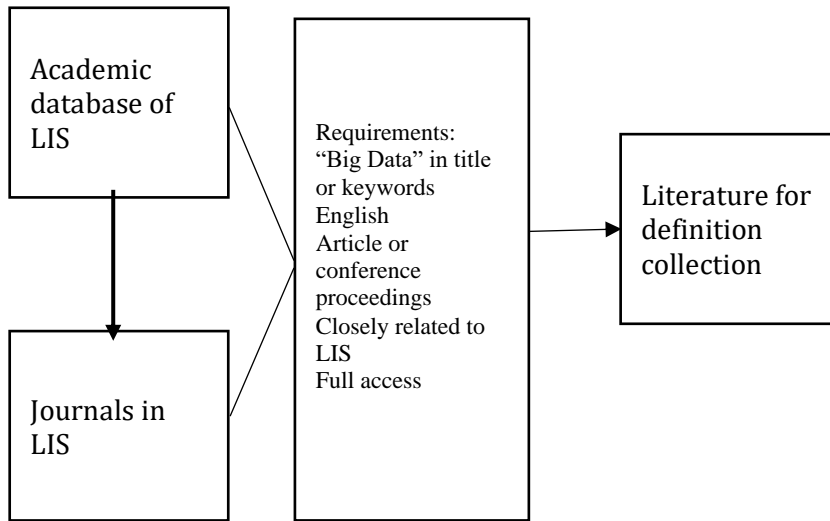 Academic
database of
LIS
Journals in
LIS
Requirements:
“Big Data” in title
or keywords
English
Article or
conference
proceedings
Closely related to
LIS
Full access
Literature for
definition
collection